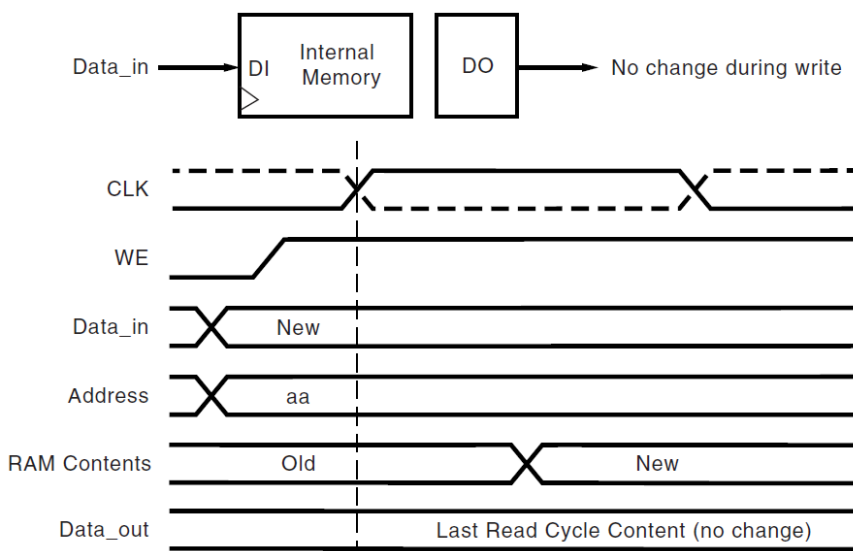 Data_in
DI
Internal
Memory
DO
No change during write
CLK
WE
Data_in
New
Address
aa
RAM Contents
Old
New
Data_out
Last Read Cycle Content (no change)